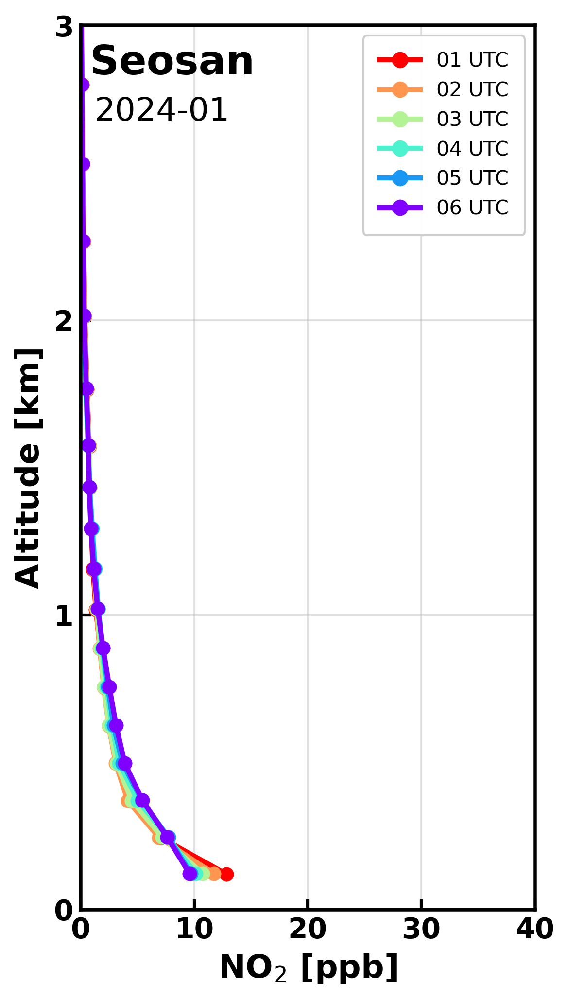 Seosan
2024-01
01 UTC
02 UTC
03 UTC
04 UTC
05 UTC
06 UTC
3
2
1
0
Altitude [km]
0 10 20 30 40
NO₂ [ppb]